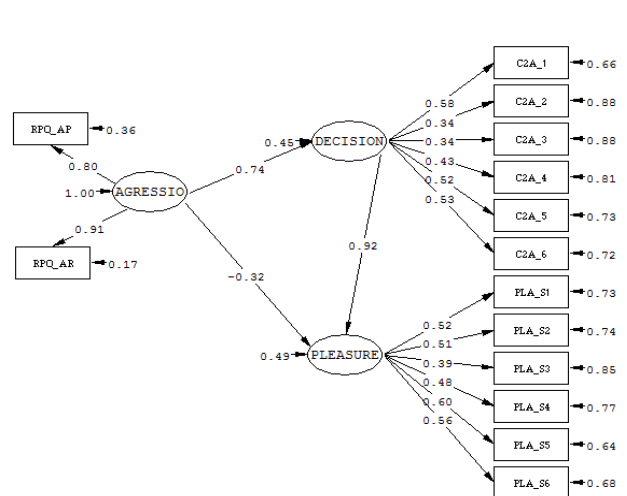 C2A_1
0.66
0.58
C2A_2
0.88
RPQ_AP
0.36
0.34
0.45
DECISION
0.34
C2A_3
0.88
0.80
0.43
C2A_4
0.81
1.00
AGRESSIO
0.74
0.52
0.53
C2A_5
0.73
0.91
0.92
C2A_6
0.72
RPQ_AR
0.17
-0.32
PLA_S1
0.73
0.52
0.51
PLA_S2
0.74
0.49
PLEASURE
0.39
PLA_S3
0.85
0.48
0.60
PLA_S4
0.77
0.56
PLA_S5
0.64
PLA_S6
0.68